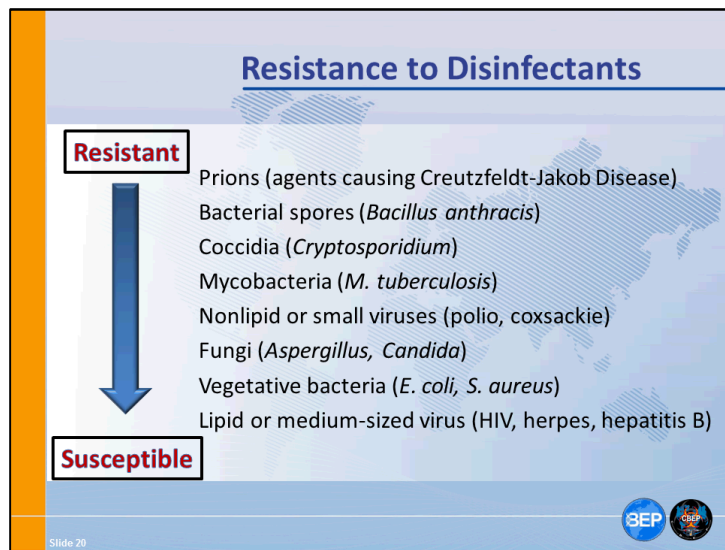 Resistance to Disinfectants
Resistant
Prions (agents causing Creutzfeldt-Jakob Disease)
Bacterial spores (Bacillus anthracis)
Coccidia (Cryptosporidium)
Mycobacteria (M. tuberculosis)
Nonlipid or small viruses (polio, coxsackie)
Fungi (Aspergillus, Candida)
Vegetative bacteria (E. coli, S. aureus)
Lipid or medium-sized virus (HIV, herpes, hepatitis B)
Susceptible
BEP
CBEP
Slide 20